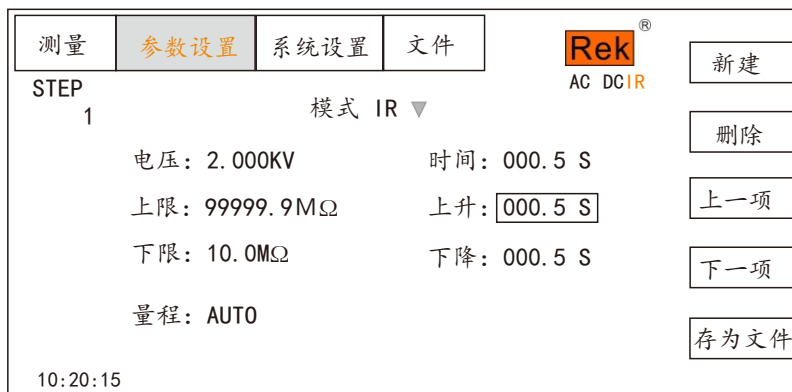 测量 参数设置 系统设置 文件
Rek®
AC DCIR
STEP
1
模式 IR ▼
电压: 2.000KV 时间: 000.5 S
上限: 99999.9MΩ 上升: 000.5 S
下限: 10.0MΩ 下降: 000.5 S
量程: AUTO
10:20:15
新建
删除
上一项
下一项
存为文件